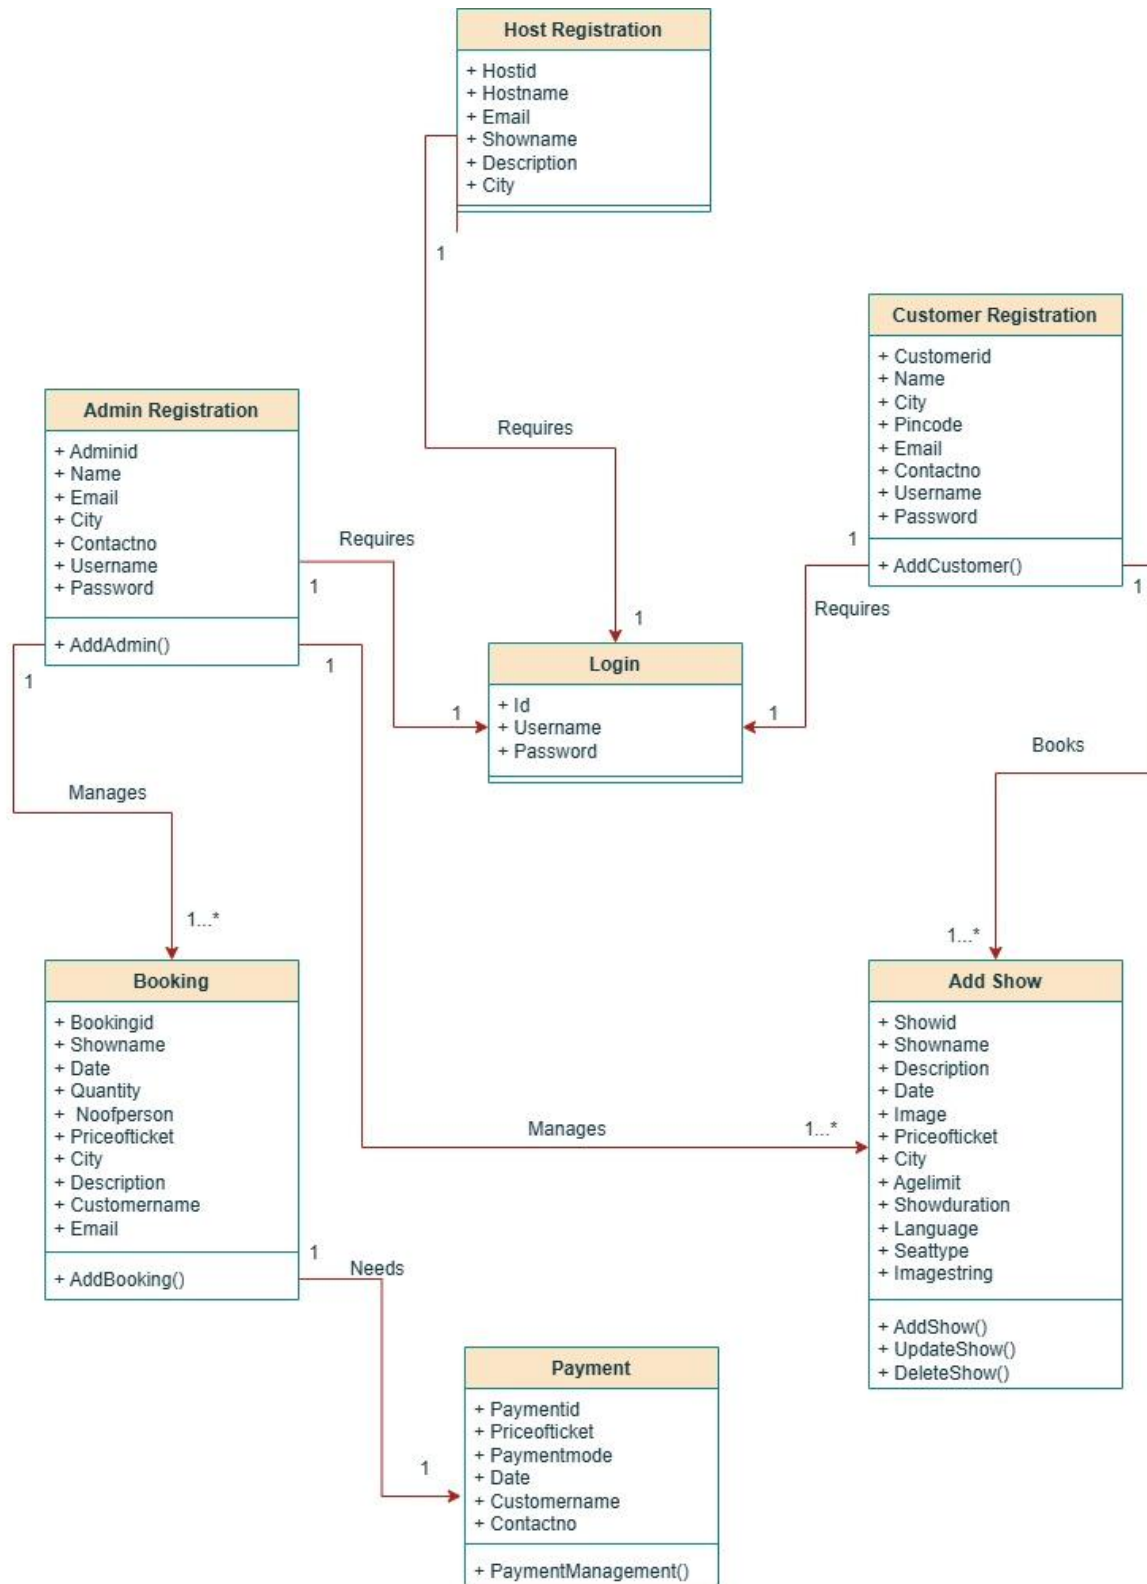 Host Registration
+ Hostid
+ Hostname
+ Email
+ Showname
+ Description
+ City
1
Requires
1
Customer Registration
+ Customerid
+ Name
+ City
+ Pincode
+ Email
+ Contactno
+ Username
+ Password
+ AddCustomer()
1
Requires
1
1
Books
1...*
Admin Registration
+ Adminid
+ Name
+ Email
+ City
+ Contactno
+ Username
+ Password
+ AddAdmin()
Requires
1
1
1
1
Login
+ Id
+ Username
+ Password
Manages
1...*
Booking
+ Bookingid
+ Showname
+ Date
+ Quantity
+ Noofperson
+ Priceofticket
+ City
+ Description
+ Customername
+ Email
+ AddBooking()
Manages
1...*
Add Show
+ Showid
+ Showname
+ Description
+ Date
+ Image
+ Priceofticket
+ City
+ Agelimit
+ Showduration
+ Language
+ Seattype
+ Imagestring
+ AddShow()
+ UpdateShow()
+ DeleteShow()
1
Needs
1
Payment
+ Paymentid
+ Priceofticket
+ Paymentmode
+ Date
+ Customername
+ Contactno
+ PaymentManagement()